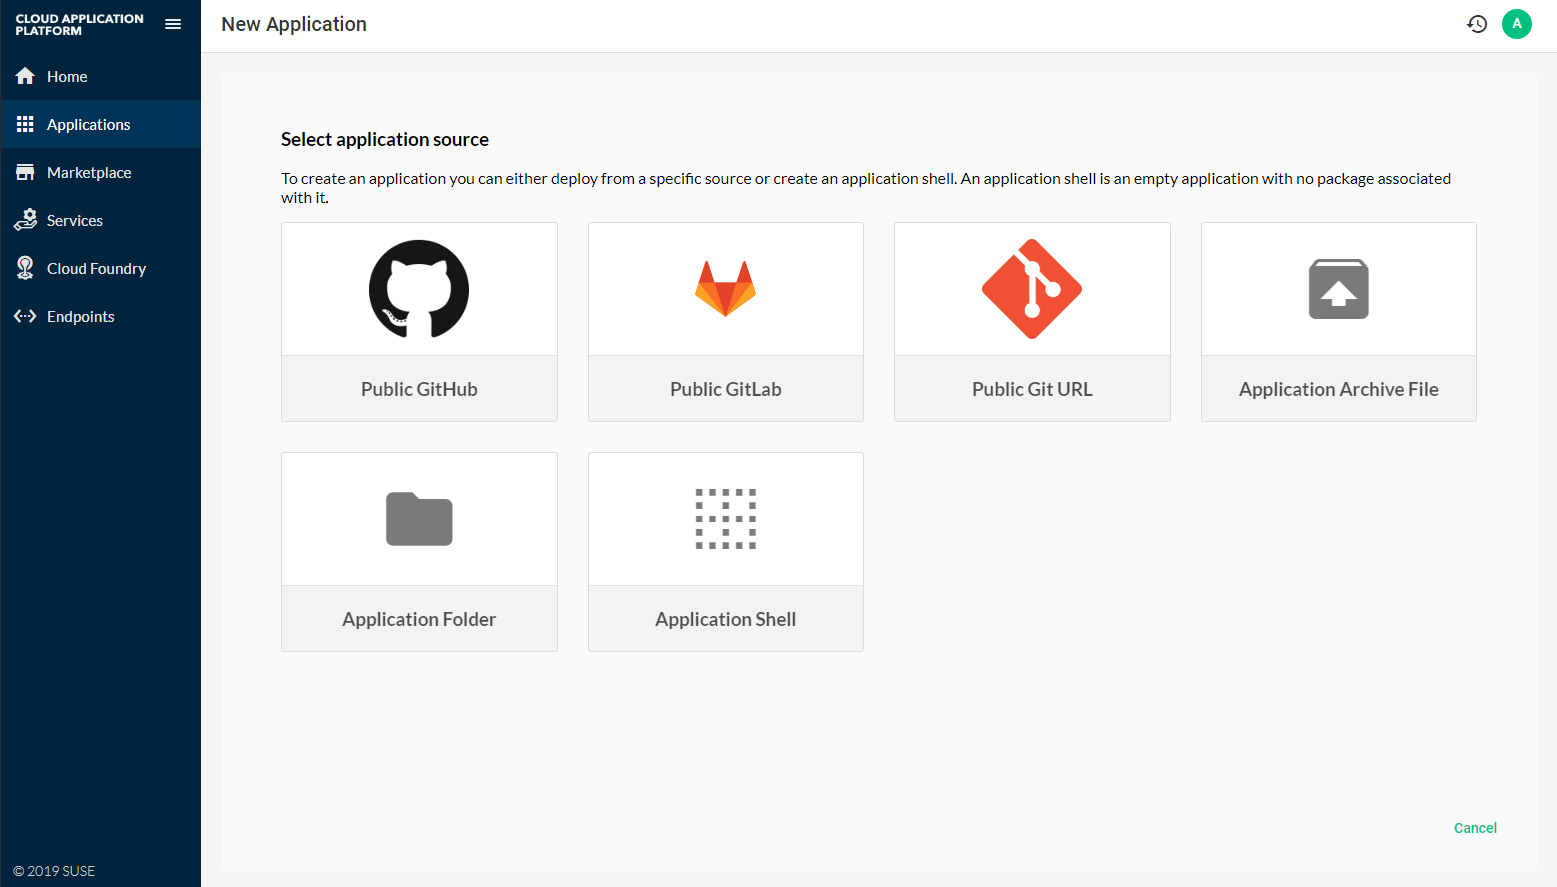 CLOUD APPLICATION
PLATFORM
New Application
A
Home
Applications
Marketplace
Services
Cloud Foundry
Endpoints
Select application source
To create an application you can either deploy from a specific source or create an application shell. An application shell is an empty application with no package associated
with it.
Public GitHub
Public GitLab
Public Git URL
Application Archive File
Application Folder
Application Shell
Cancel
© 2019 SUSE